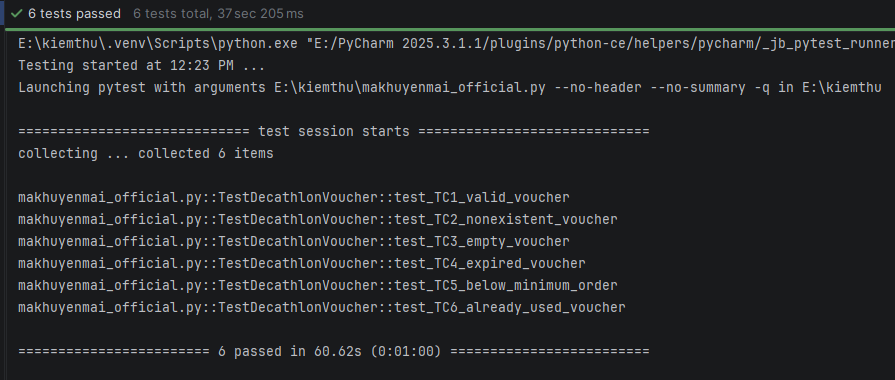 6 tests passed 6 tests total, 37 sec 205 ms
E:\kiemthu\.venv\Scripts\python.exe "E:/PyCharm 2025.3.1.1/plugins/python-ce/helpers/pycharm/_jb_pytest_runner
Testing started at 12:23 PM ...
Launching pytest with arguments E:\kiemthu\makhuyenmai_official.py --no-header --no-summary -q in E:\kiemthu
============================= test session starts =============================
collecting ... collected 6 items
makhuyenmai_official.py::TestDecathlonVoucher::test_TC1_valid_voucher
makhuyenmai_official.py::TestDecathlonVoucher::test_TC2_nonexistent_voucher
makhuyenmai_official.py::TestDecathlonVoucher::test_TC3_empty_voucher
makhuyenmai_official.py::TestDecathlonVoucher::test_TC4_expired_voucher
makhuyenmai_official.py::TestDecathlonVoucher::test_TC5_below_minimum_order
makhuyenmai_official.py::TestDecathlonVoucher::test_TC6_already_used_voucher
======================== 6 passed in 60.62s (0:01:00) =========================